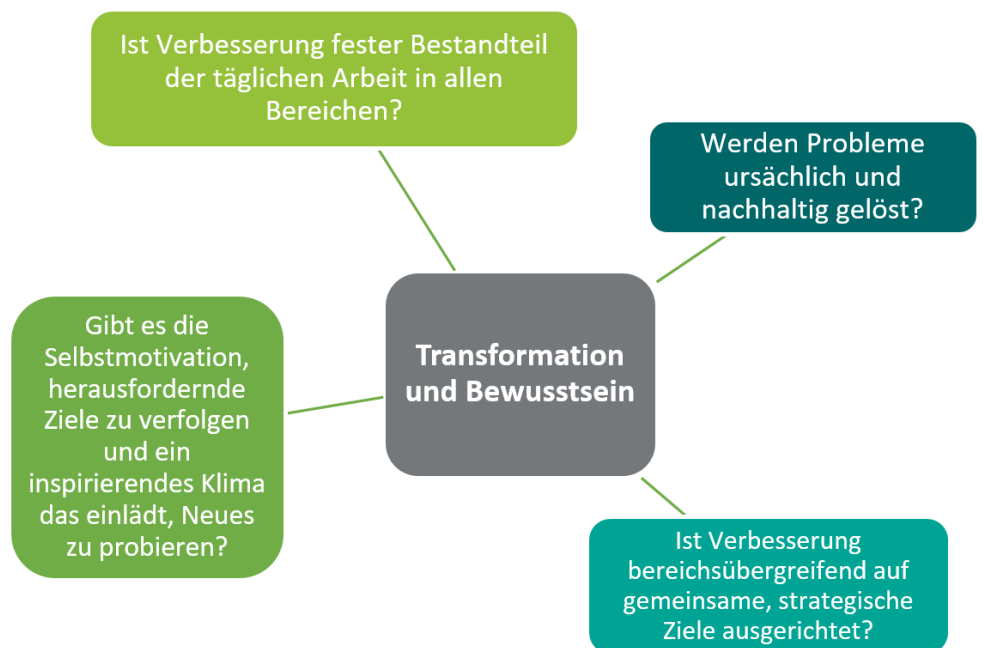 Ist Verbesserung fester Bestandteil
der täglichen Arbeit in allen
Bereichen?
Werden Probleme
ursächlich und
nachhaltig gelöst?
Transformation
und Bewusstsein
Gibt es die
Selbstmotivation,
herausfordernde
Ziele zu verfolgen
und ein
inspirierendes Klima
das einlädt, Neues
zu probieren?
Ist Verbesserung
bereichsübergreifend auf
gemeinsame, strategische
Ziele ausgerichtet?